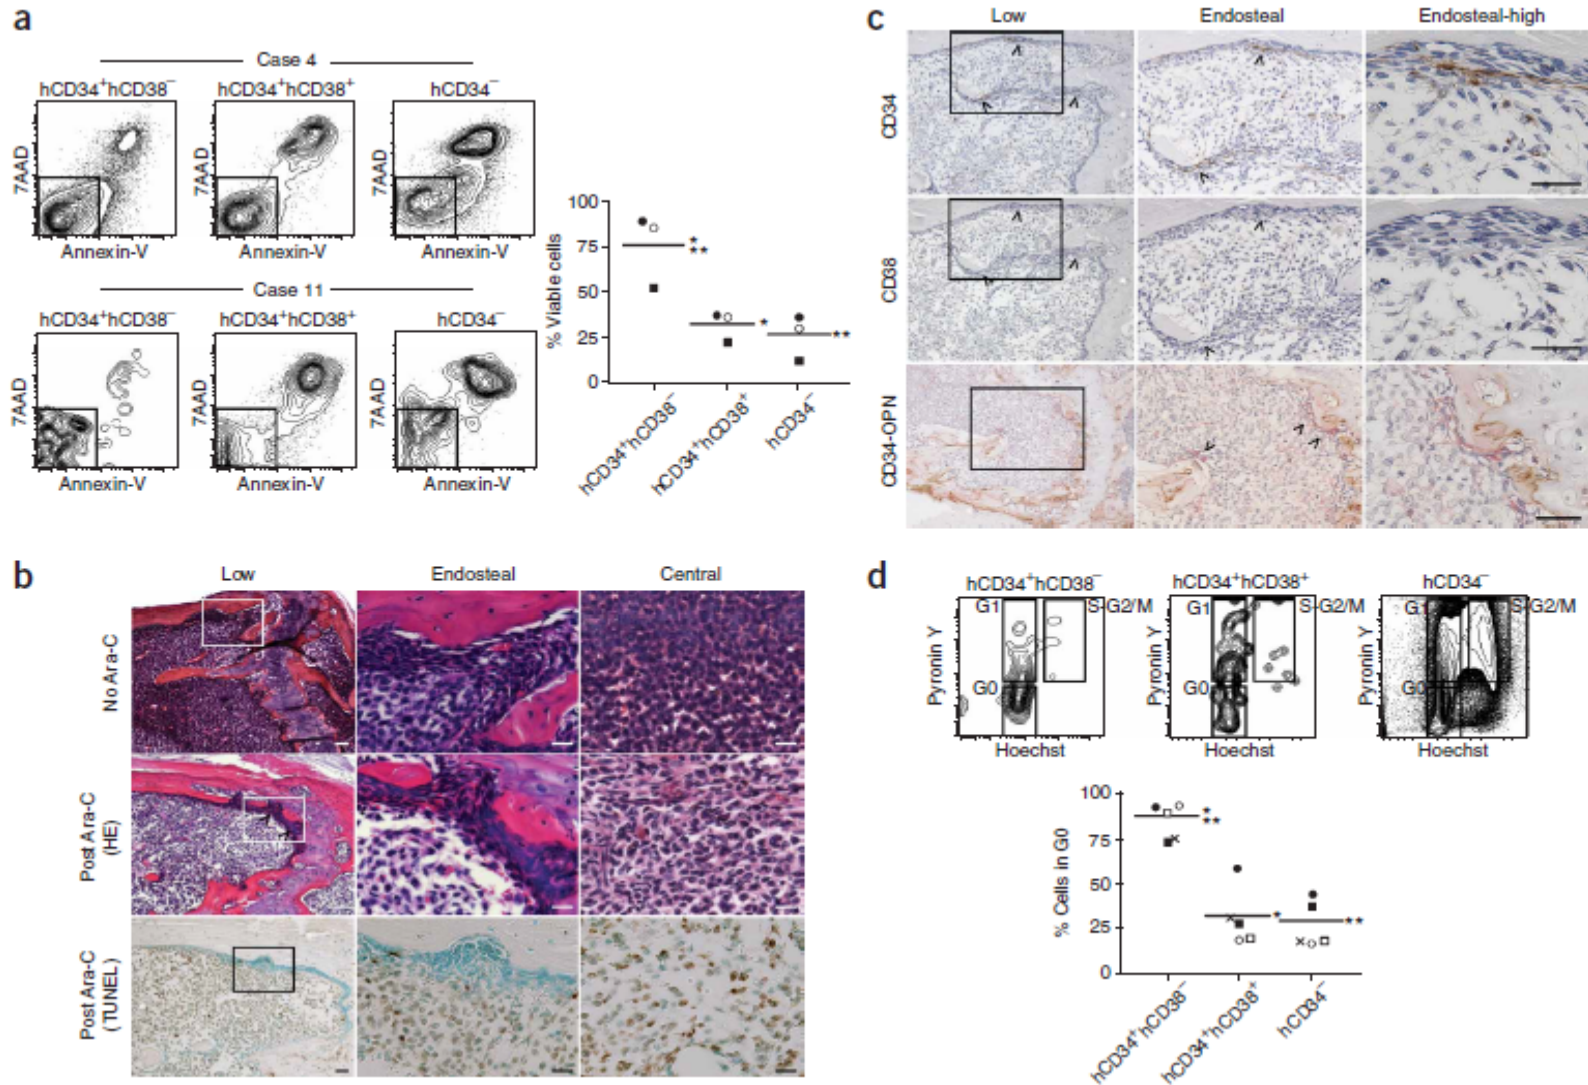 a
Case 4
hCD34+hCD38−
hCD34+hCD38+
hCD34−
7AAD
7AAD
7AAD
Annexin-V
Annexin-V
Annexin-V
Case 11
hCD34+hCD38−
hCD34+hCD38+
hCD34−
7AAD
7AAD
7AAD
Annexin-V
Annexin-V
Annexin-V
% Viable cells
100
75
50
25
0
*
**
*
**
hCD34+hCD38−
hCD34+hCD38+
hCD34−
b
Low
Endosteal
Central
No Ara-C
Post Ara-C
(HE)
Post Ara-C
(TUNEL)
c
Low
Endosteal
Endosteal-high
CD34
CD38
CD34-OPN
d
hCD34+hCD38−
hCD34+hCD38+
hCD34−
G1
S-G2/M
G0
G1
S-G2/M
G0
G1
S-G2/M
G0
Pyronin Y
Pyronin Y
Pyronin Y
Hoechst
Hoechst
Hoechst
% Cells in G0
100
75
50
25
0
*
**
*
**
hCD34+hCD38−
hCD34+hCD38+
hCD34−